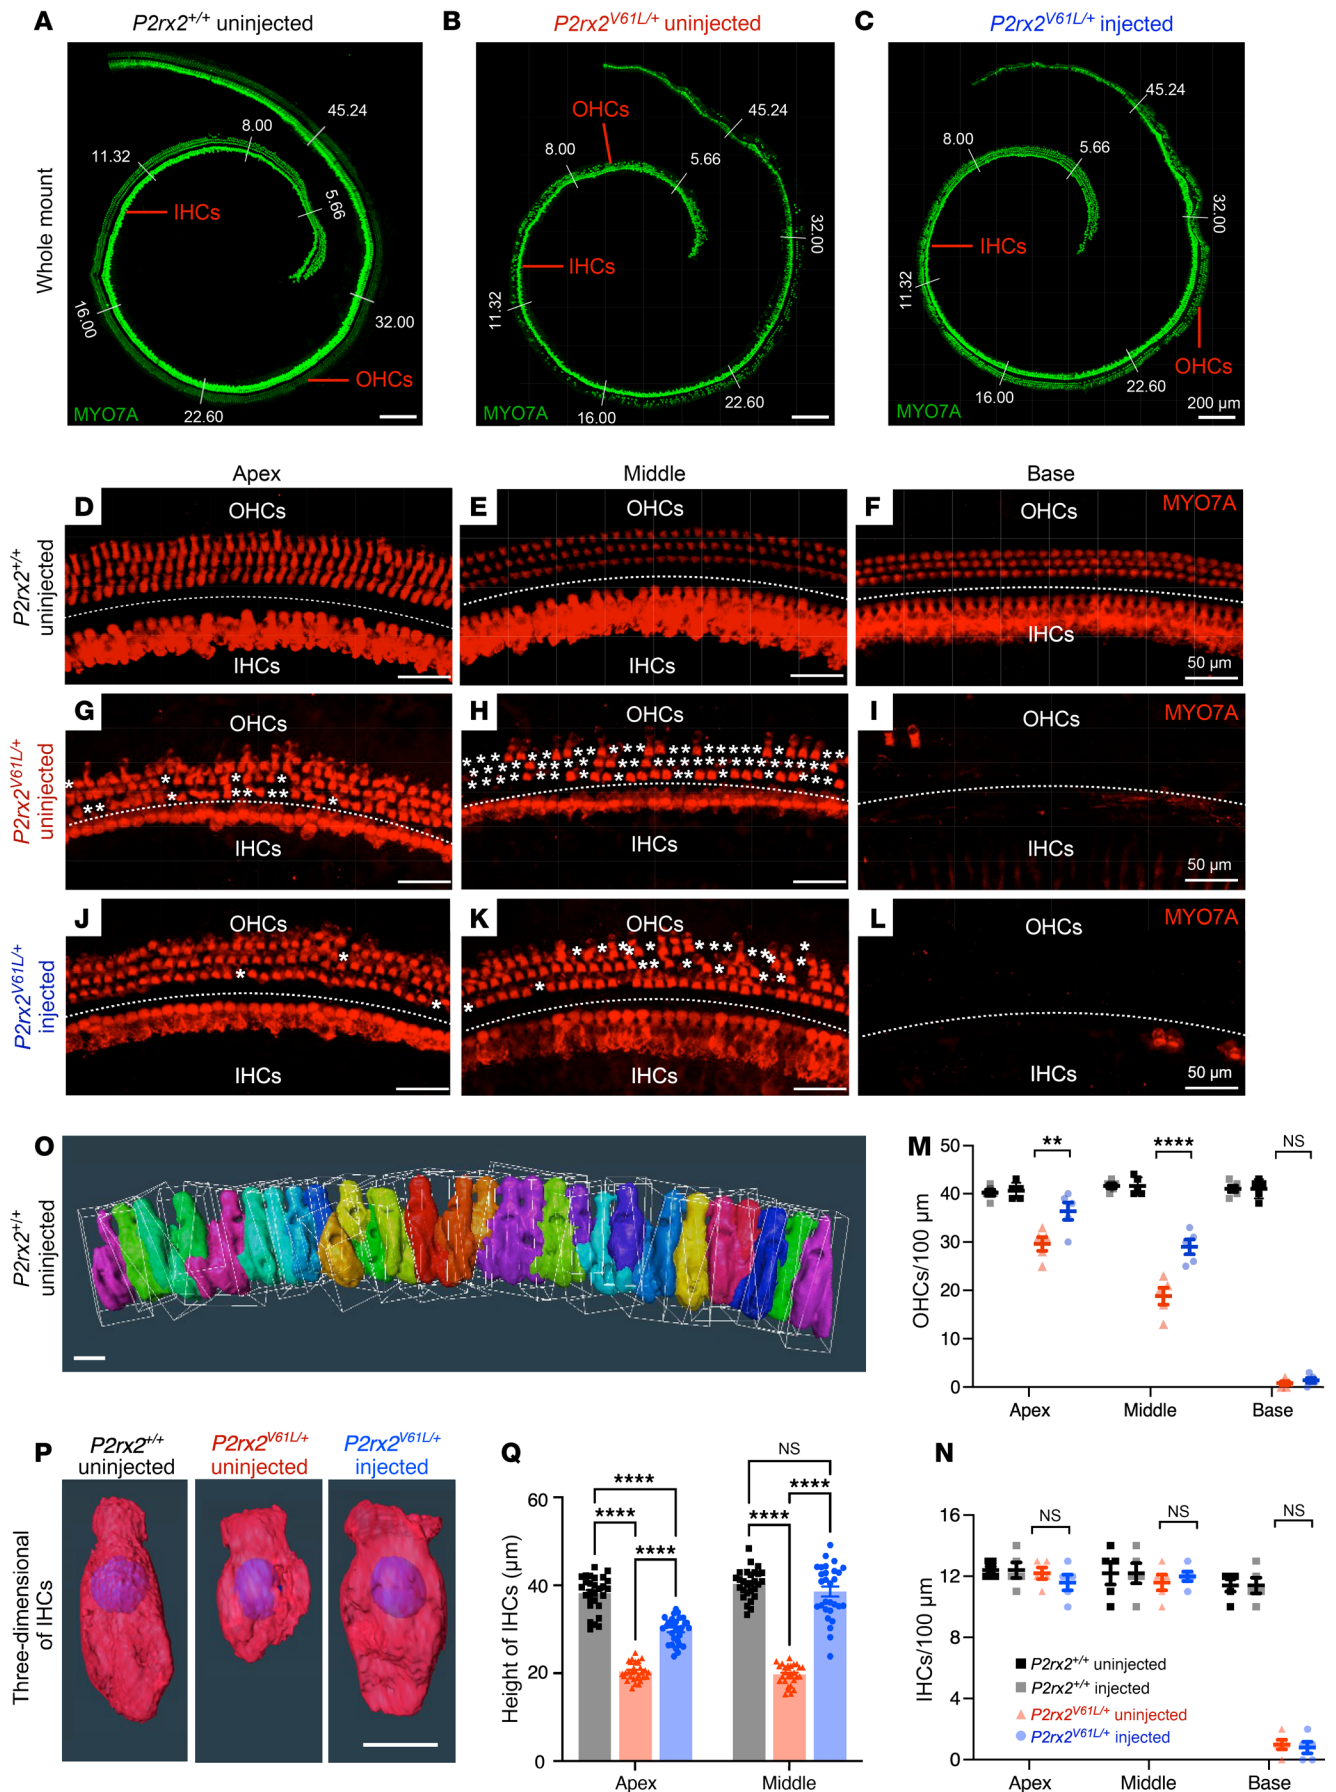 A
P2rx2+/+ uninjected
B
P2rx2V61L/+ uninjected
C
P2rx2V61L/+ injected
Whole mount
45.24
8.00
11.32
5.66
IHCs
16.00
32.00
OHCs
22.60
MYO7A
OHCs
45.24
8.00
5.66
32.00
IHCs
11.32
22.60
16.00
MYO7A
45.24
8.00
5.66
32.00
IHCs
11.32
OHCs
22.60
16.00
MYO7A
200 µm
Apex
Middle
Base
P2rx2+/+
uninjected
D
OHCs
IHCs
E
OHCs
IHCs
F
OHCs
MYO7A
IHCs
50 µm
P2rx2V61L/+
uninjected
G
OHCs
IHCs
H
OHCs
IHCs
I
OHCs
MYO7A
IHCs
50 µm
P2rx2V61L/+
injected
J
OHCs
IHCs
K
OHCs
IHCs
L
OHCs
MYO7A
IHCs
50 µm
O
P2rx2+/+
uninjected
M
OHCs/100 µm
50
40
30
20
10
0
**
****
NS
Apex
Middle
Base
P
P2rx2+/+
uninjected
P2rx2V61L/+
uninjected
P2rx2V61L/+
injected
Three-dimensional
of IHCs
Q
Height of IHCs (µm)
60
40
20
0
****
****
****
NS
****
****
Apex
Middle
N
IHCs/100 µm
16
12
8
4
0
NS
NS
NS
P2rx2+/+ uninjected
P2rx2+/+ injected
P2rx2V61L/+ uninjected
P2rx2V61L/+ injected
Apex
Middle
Base